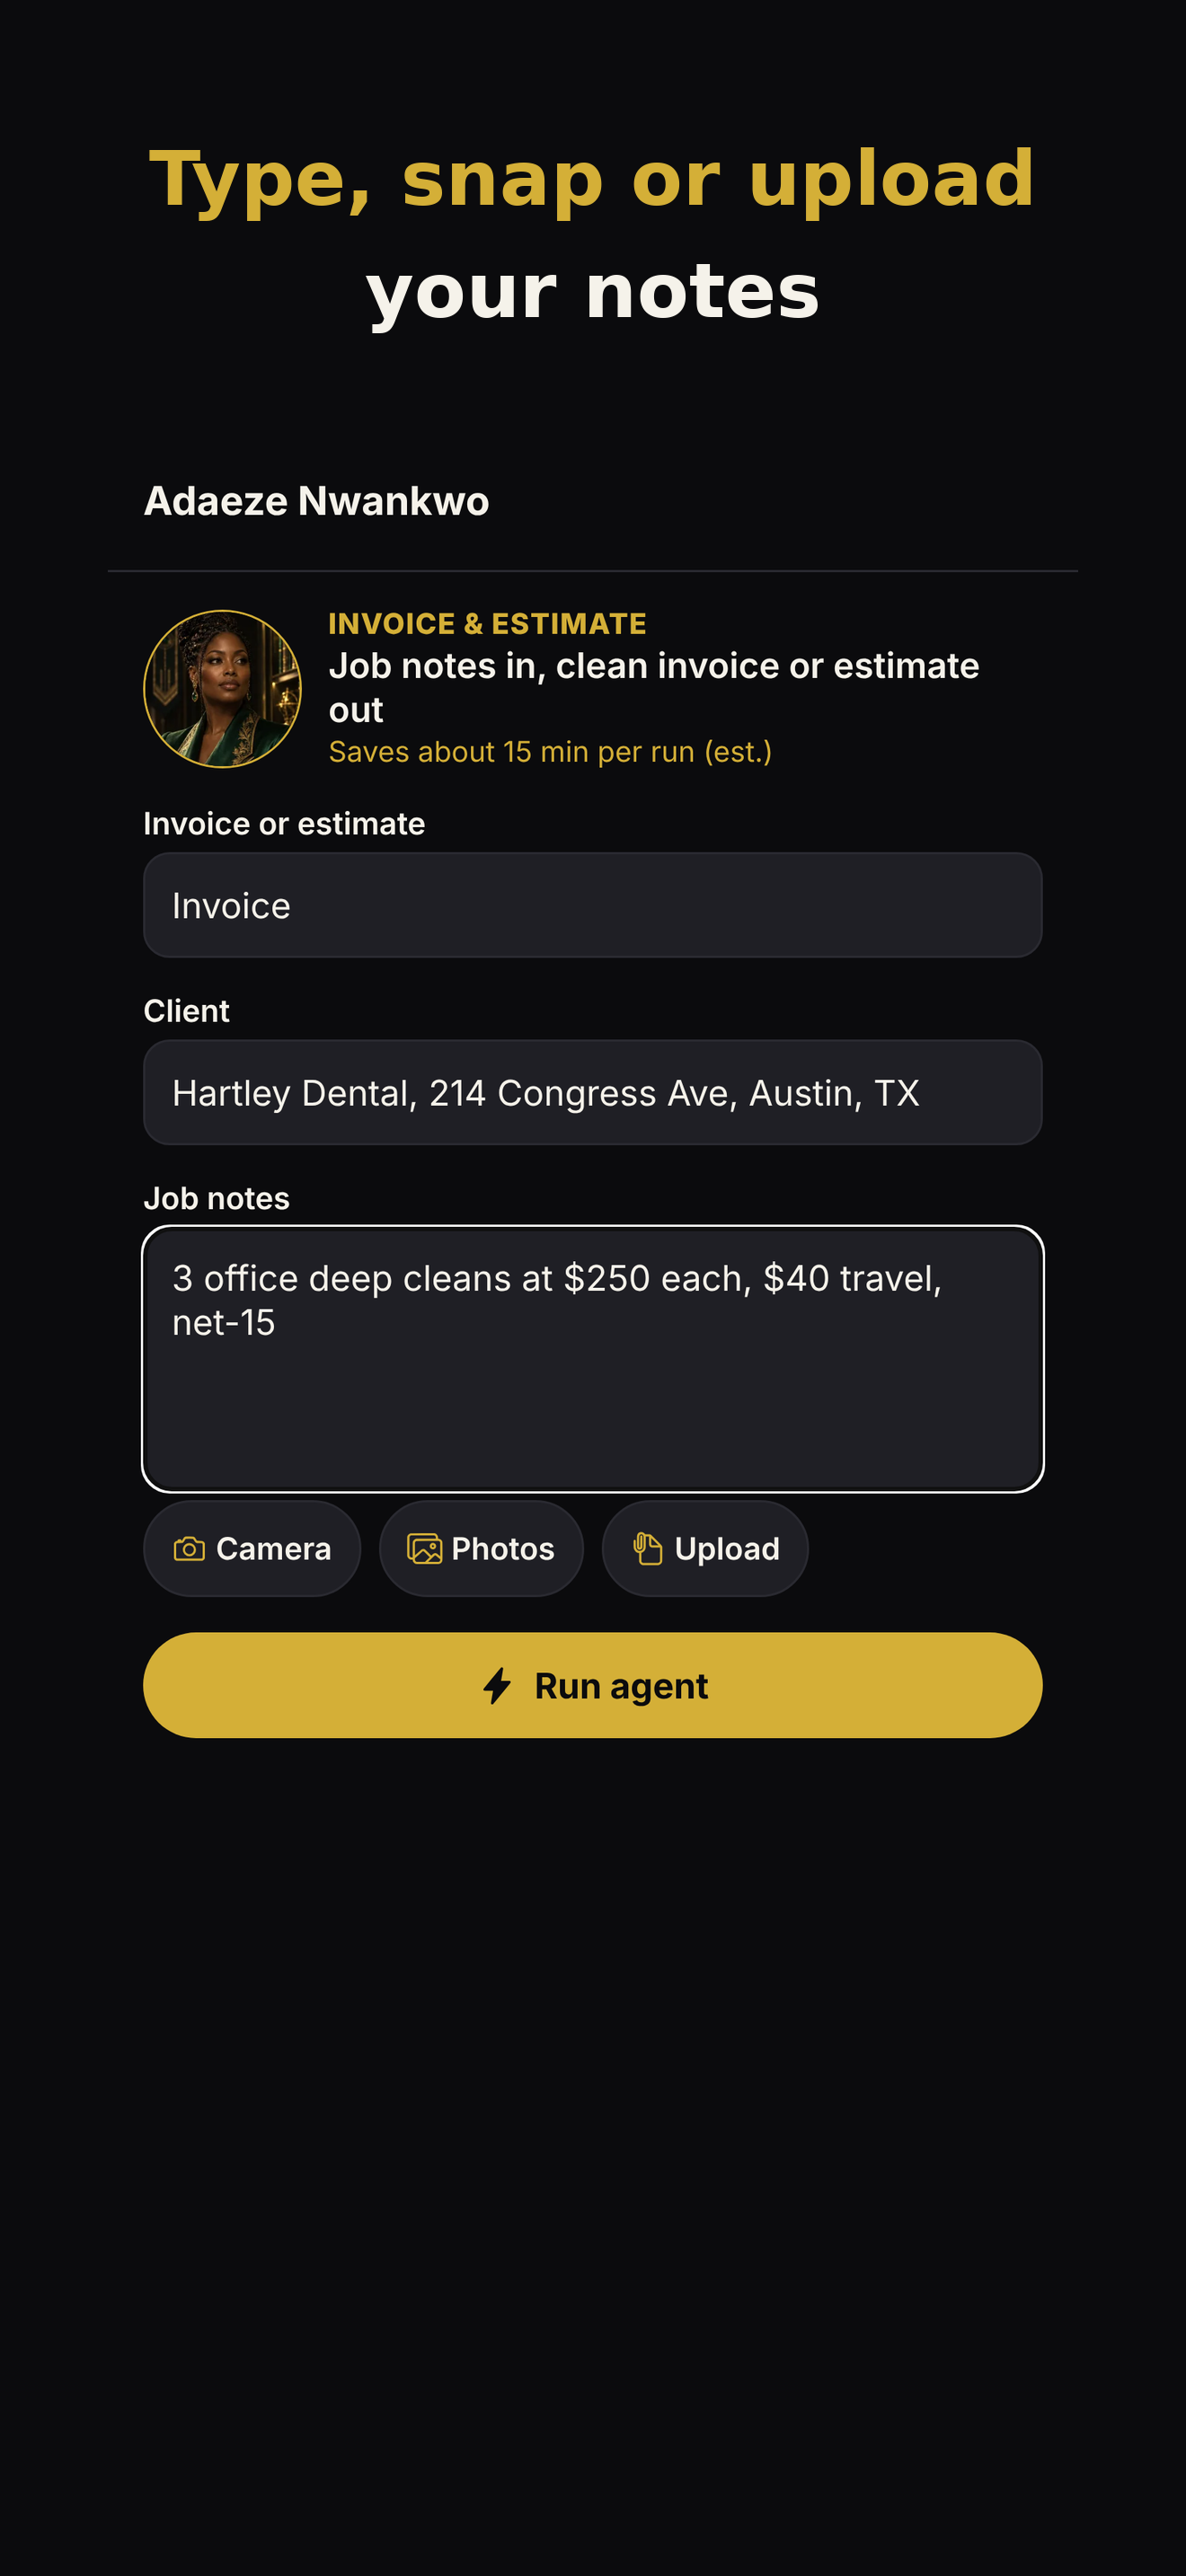 Type, snap or upload
your notes
Adaeze Nwankwo
INVOICE & ESTIMATE
Job notes in, clean invoice or estimate
out
Saves about 15 min per run (est.)
Invoice or estimate
Invoice
Client
Hartley Dental, 214 Congress Ave, Austin, TX
Job notes
3 office deep cleans at $250 each, $40 travel,
net-15
Camera Photos Upload
Run agent